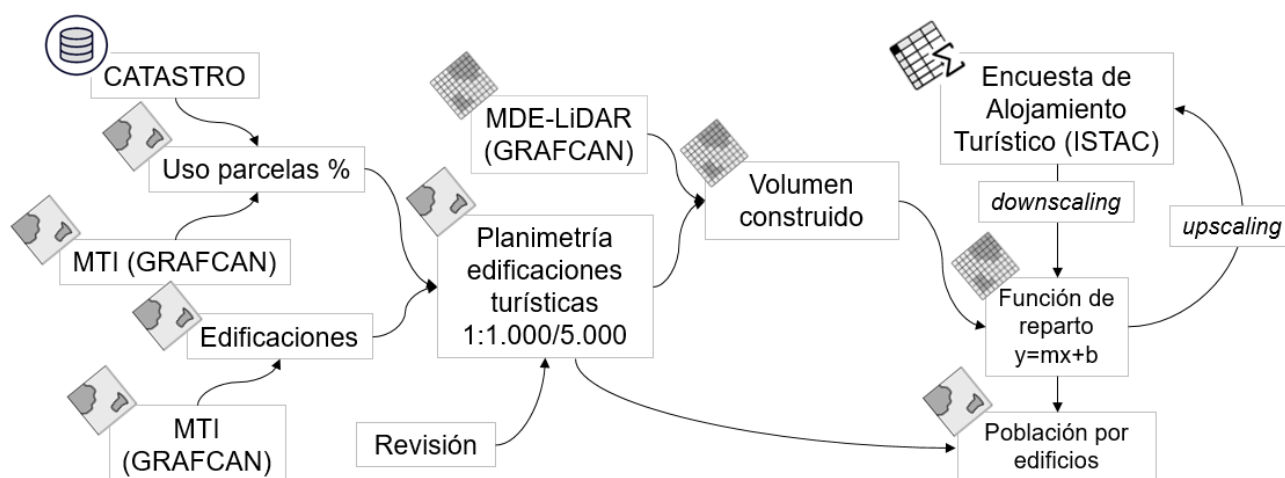 CATASTRO
Uso parcelas %
MTI (GRAFCAN)
Edificaciones
MTI
(GRAFCAN)
MDE-LiDAR
(GRAFCAN)
Planimetría
edificaciones
turísticas
1:1.000/5.000
Revisión
Volumen
construido
Σ
Encuesta de
Alojamiento
Turístico (ISTAC)
downscaling
upscaling
Función de
reparto
y=mx+b
Población por
edificios